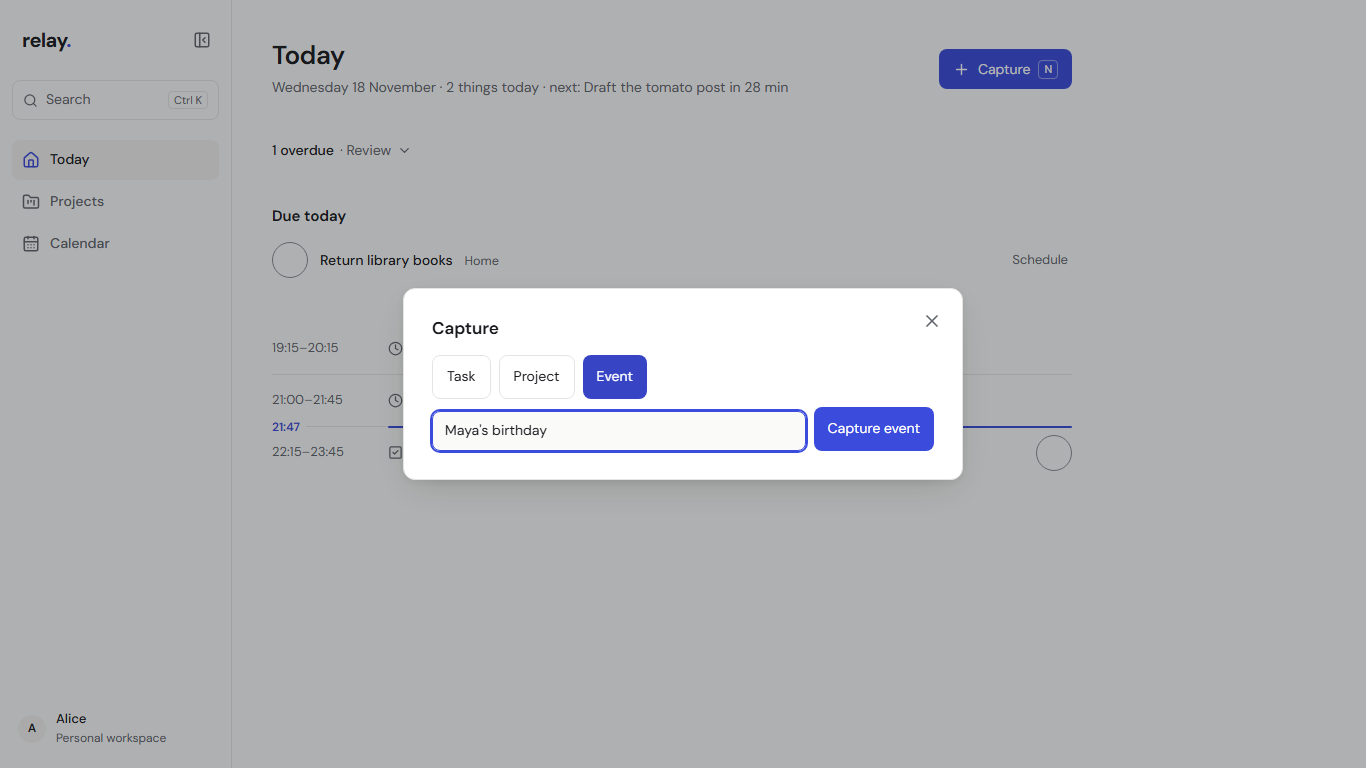 relay.
Search Ctrl K
Today
Projects
Calendar
A
Alice
Personal workspace
Today
Wednesday 18 November · 2 things today · next: Draft the tomato post in 28 min
+ Capture N
1 overdue · Review
Due today
Return library books Home Schedule
19:15–20:15
21:00–21:45
21:47
22:15–23:45
Capture
Task Project Event
Maya's birthday Capture event